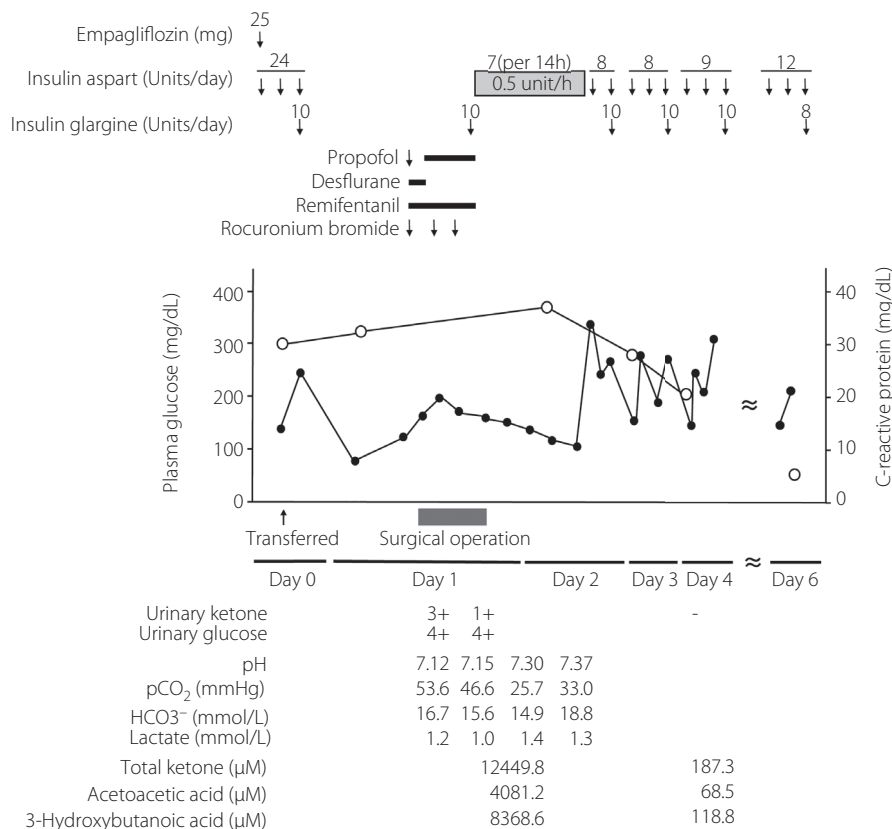 25
Empagliflozin (mg)
24 7(per 14h) 8 8 9 12
Insulin aspart (Units/day) 0.5 unit/h
10 10 10 10 10 8
Insulin glargine (Units/day)
Propofol
Desflurane
Remifentanil
Rocuronium bromide
Plasma glucose (mg/dL)
400
300
200
100
0
C-reactive protein (mg/dL)
40
30
20
10
0
≈
Transferred Surgical operation
Day 0 Day 1 Day 2 Day 3 Day 4 ≈ Day 6
Urinary ketone 3+ 1+ -
Urinary glucose 4+ 4+
pH 7.12 7.15 7.30 7.37
pCO2 (mmHg) 53.6 46.6 25.7 33.0
HCO3− (mmol/L) 16.7 15.6 14.9 18.8
Lactate (mmol/L) 1.2 1.0 1.4 1.3
Total ketone (µM) 12449.8 187.3
Acetoacetic acid (µM) 4081.2 68.5
3-Hydroxybutanoic acid (µM) 8368.6 118.8